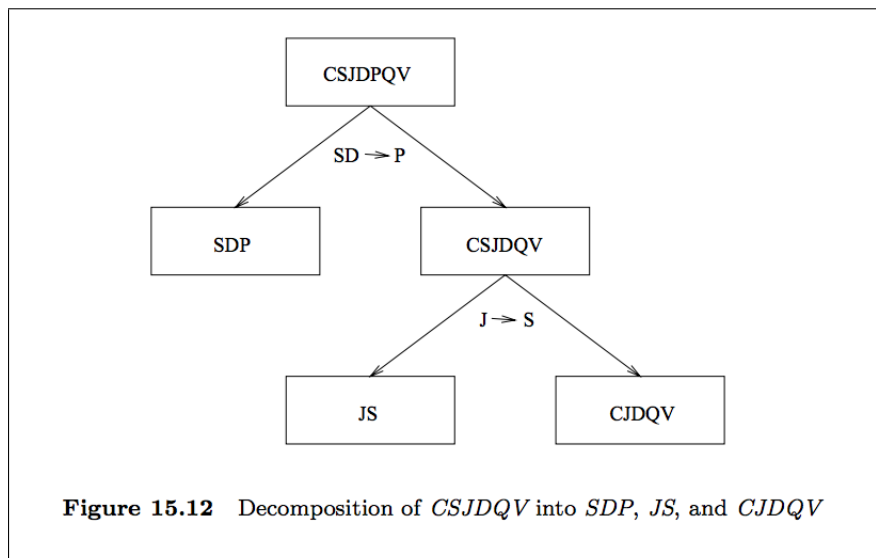 CSJDPQV
SD → P
SDP
CSJDQV
J → S
JS
CJDQV
Figure 15.12 Decomposition of CSJDQV into SDP, JS, and CJDQV